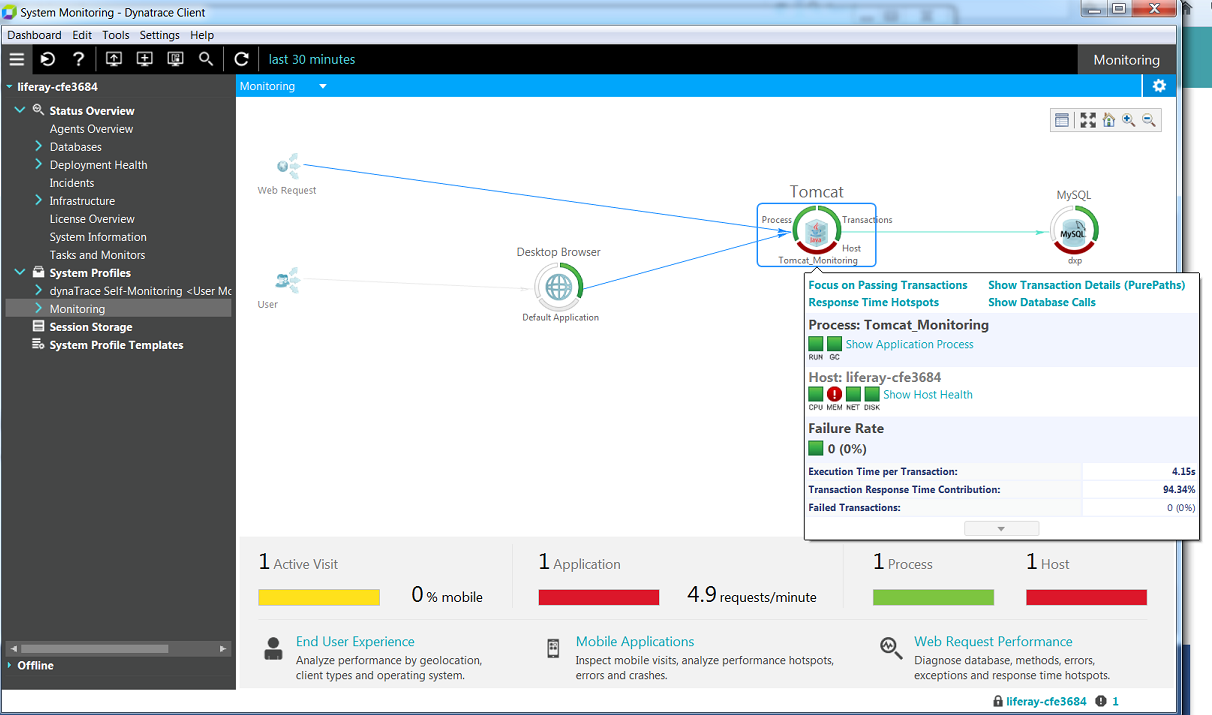 System Monitoring - Dynatrace Client
Dashboard Edit Tools Settings Help
last 30 minutes
Monitoring
liferay-cfe3684
Status Overview
Agents Overview
Databases
Deployment Health
Incidents
Infrastructure
License Overview
System Information
Tasks and Monitors
System Profiles
dynaTrace Self-Monitoring <User Mc
Monitoring
Session Storage
System Profile Templates
Offline
Monitoring
Web Request
User
Desktop Browser
Default Application
Tomcat
Process
Transactions
Java
Host
Tomcat_Monitoring
MySQL
MySQL
dxp
Focus on Passing Transactions Show Transaction Details (PurePaths)
Response Time Hotspots Show Database Calls
Process: Tomcat_Monitoring
Show Application Process
RUN GC
Host: liferay-cfe3684
Show Host Health
CPU MEM NET DISK
Failure Rate
0 (0%)
Execution Time per Transaction: 4.15s
Transaction Response Time Contribution: 94.34%
Failed Transactions: 0 (0%)
1 Active Visit
0 % mobile
1 Application
4.9 requests/minute
1 Process
1 Host
End User Experience
Analyze performance by geolocation,
client types and operating system.
Mobile Applications
Inspect mobile visits, analyze performance hotspots,
errors and crashes.
Web Request Performance
Diagnose database, methods, errors,
exceptions and response time hotspots.
liferay-cfe3684 1